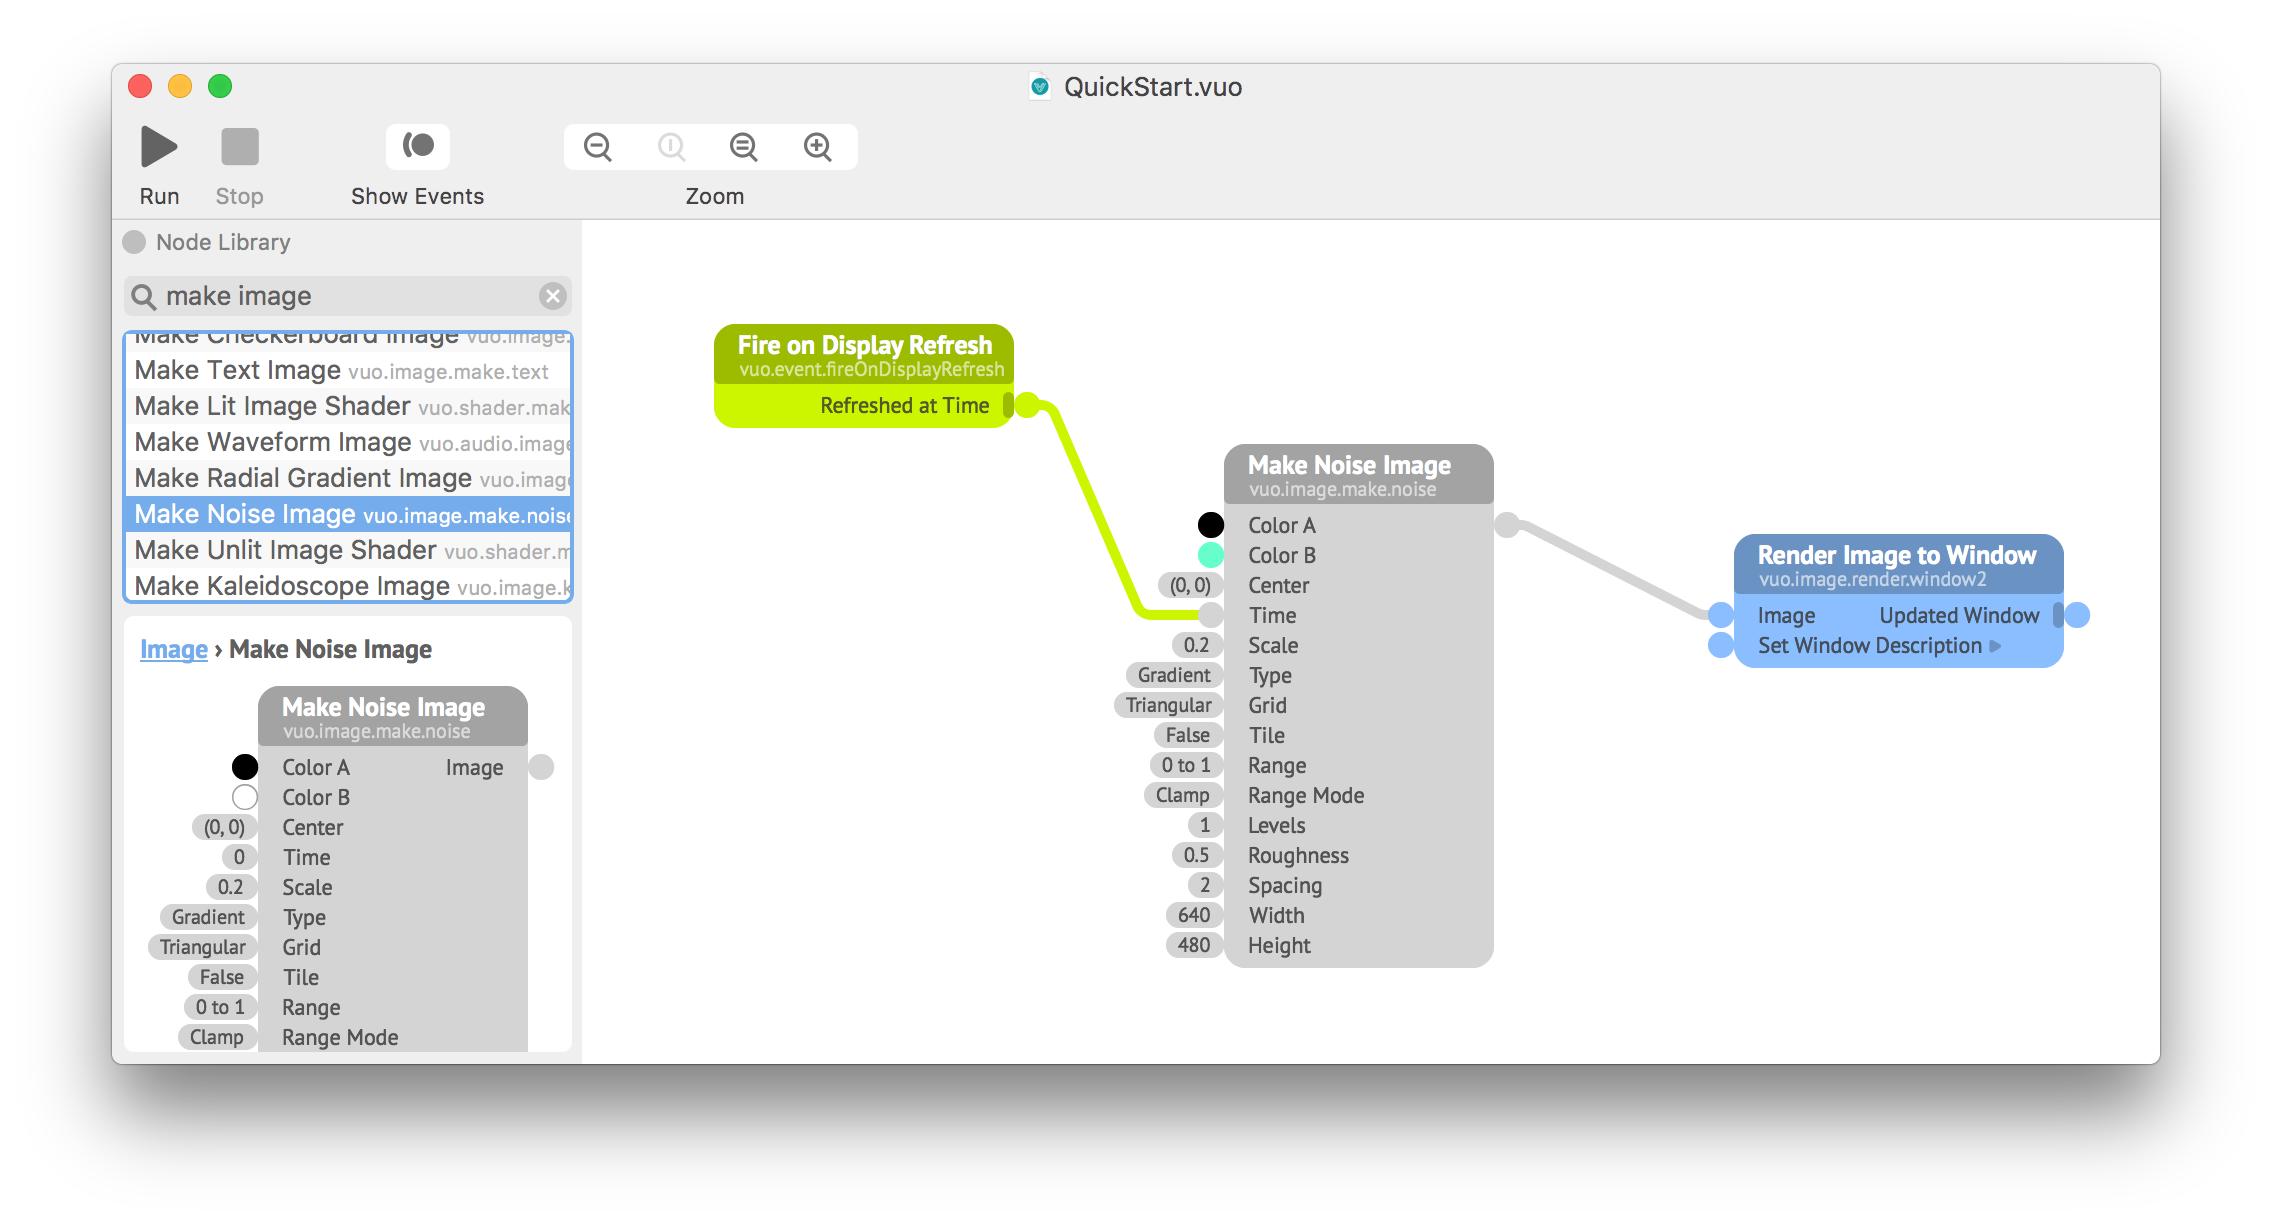 QuickStart.vuo
Run
Stop
Show Events
Zoom
Node Library
make image
Make Checkerboard Image vuo.image.
Make Text Image vuo.image.make.text
Make Lit Image Shader vuo.shader.mak
Make Waveform Image vuo.audio.image
Make Radial Gradient Image vuo.imag
Make Noise Image vuo.image.make.noise
Make Unlit Image Shader vuo.shader.m
Make Kaleidoscope Image vuo.image.k
Image › Make Noise Image
Make Noise Image
vuo.image.make.noise
Color A Image
Color B
(0, 0) Center
0 Time
0.2 Scale
Gradient Type
Triangular Grid
False Tile
0 to 1 Range
Clamp Range Mode
Fire on Display Refresh
vuo.event.fireOnDisplayRefresh
Refreshed at Time
Make Noise Image
vuo.image.make.noise
Color A
Color B
(0, 0) Center
Time
0.2 Scale
Gradient Type
Triangular Grid
False Tile
0 to 1 Range
Clamp Range Mode
1 Levels
0.5 Roughness
2 Spacing
640 Width
480 Height
Render Image to Window
vuo.image.render.window2
Image Updated Window
Set Window Description